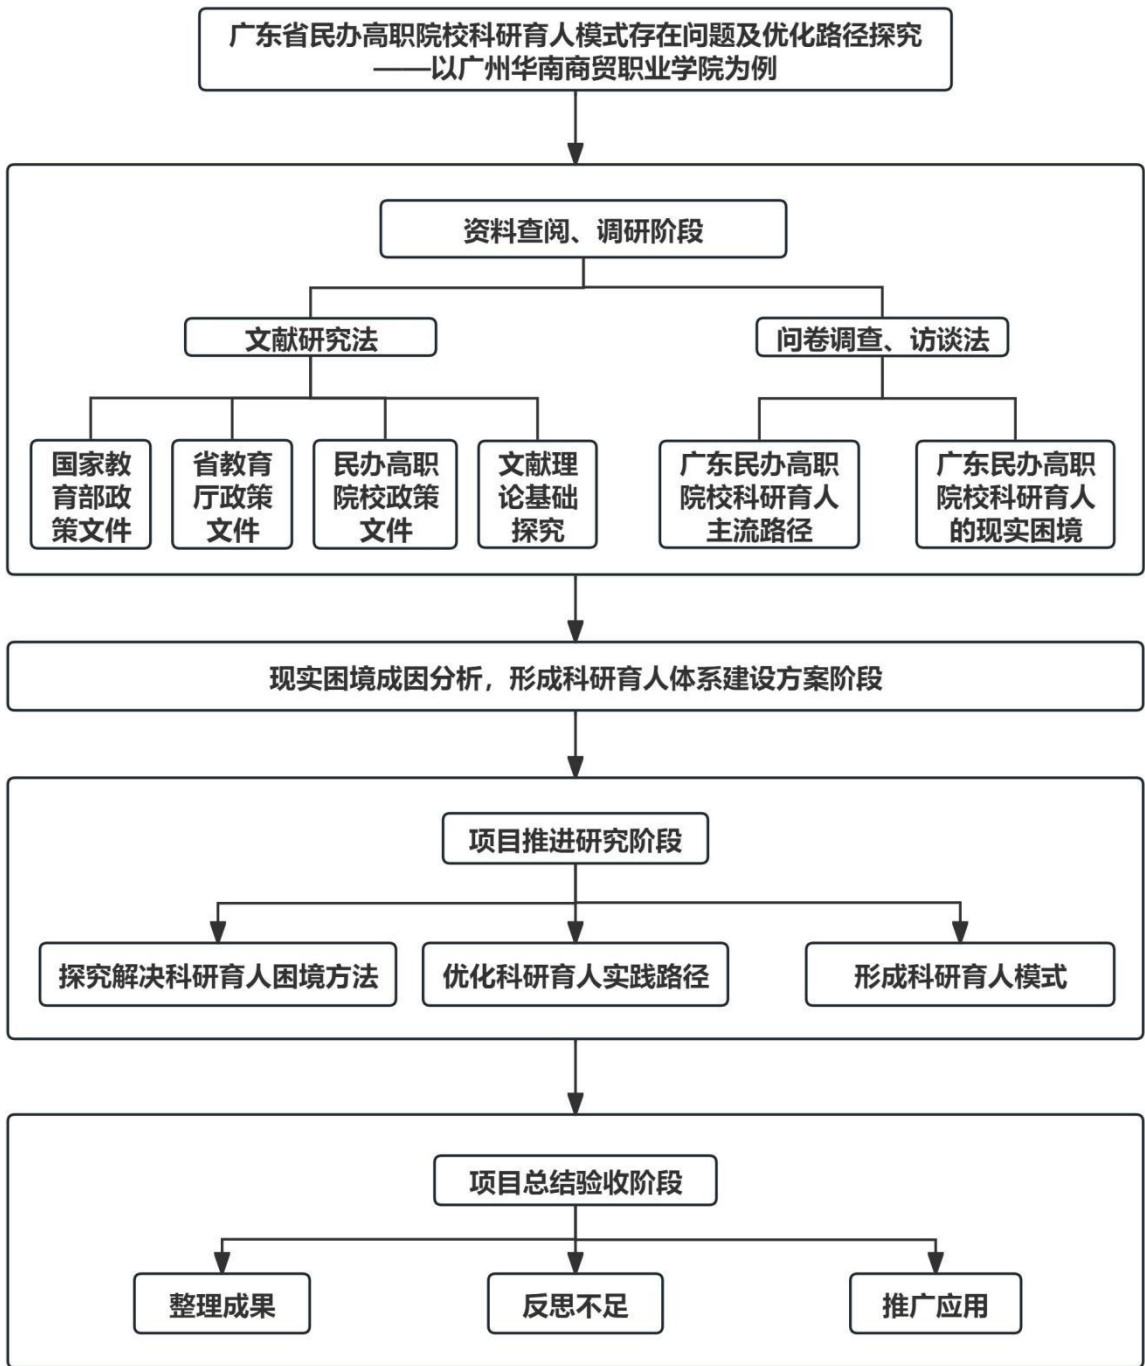 广东省民办高职院校科研育人模式存在问题及优化路径探究
——以广州华南商贸职业学院为例
资料查阅、调研阶段
文献研究法
问卷调查、访谈法
国家教
育部政
策文件
省教育
厅政策
文件
民办高职
院校政策
文件
文献理
论基础
探究
广东民办高职
院校科研育人
主流路径
广东民办高职
院校科研育人
的现实困境
现实困境成因分析，形成科研育人体系建设方案阶段
项目推进研究阶段
探究解决科研育人困境方法
优化科研育人实践路径
形成科研育人模式
项目总结验收阶段
整理成果
反思不足
推广应用